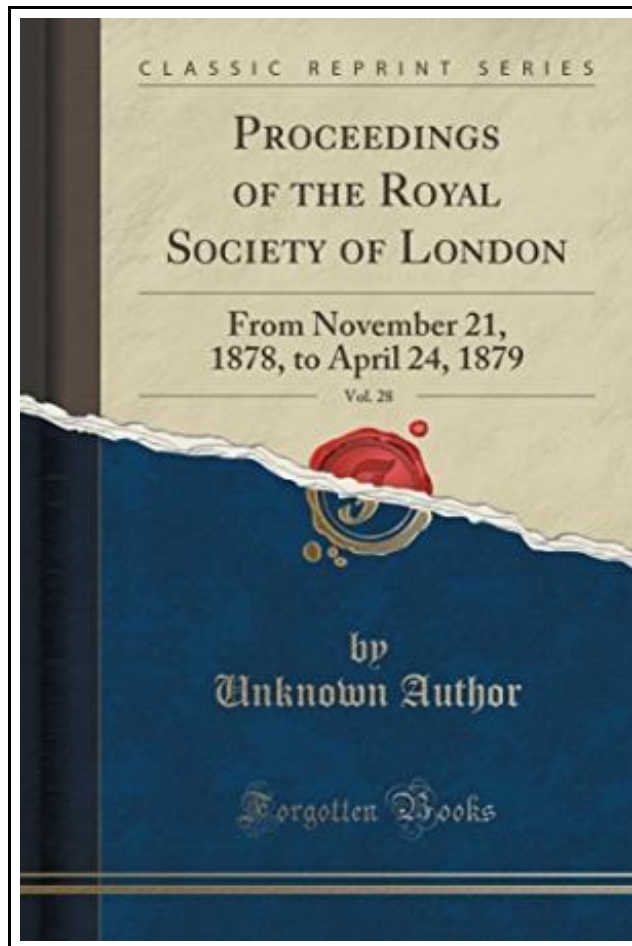 CLASSIC REPRINT SERIES
PROCEEDINGS
OF THE ROYAL
SOCIETY OF LONDON
From November 21,
1878, to April 24, 1879
Vol. 28
by
Unknown Author
Forgotten Books